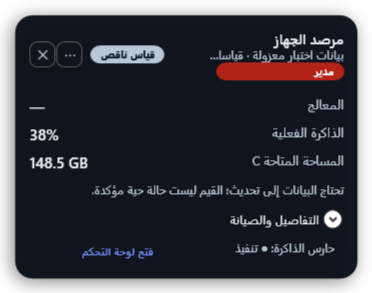 مرصد الجهاز
بيانات اختبار معزولة · قياسا...
قياس ناقص
مدير
المعالج —
الذاكرة الفعلية 38%
المساحة المتاحة C 148.5 GB
تحتاج البيانات إلى تحديث؛ القيم ليست حالة حية مؤكدة.
التفاصيل والصيانة
حارس الذاكرة: ● تنفيذ
فتح لوحة التحكم